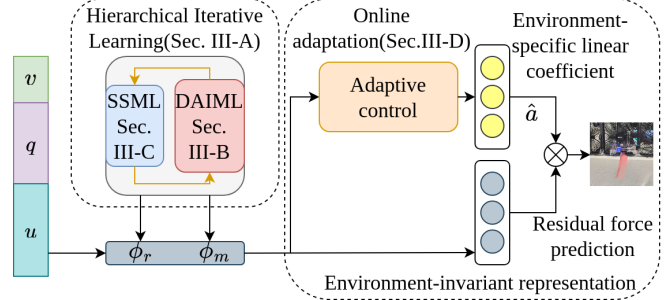 Hierarchical Iterative
Learning(Sec. III-A)
SSML
Sec.
III-C
DAIML
Sec.
III-B
v
q
u
ϕr
ϕm
Online
adaptation(Sec.III-D)
Adaptive
control
Environment-
specific linear
coefficient
â
Residual force
prediction
Environment-invariant representation